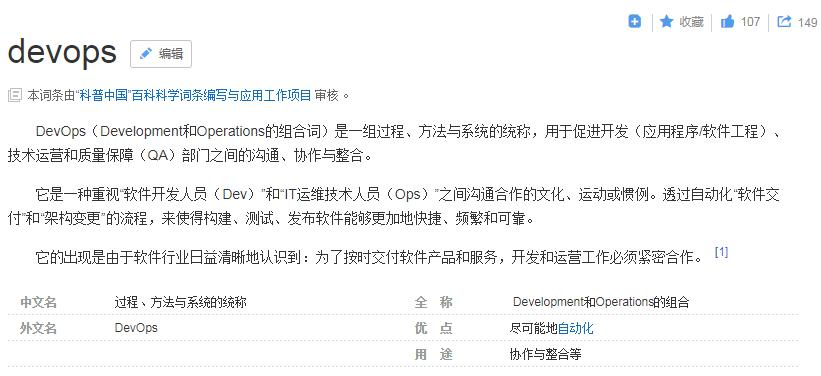 收藏 107 149
devops 编辑
本词条由“科普中国”百科科学词条编写与应用工作项目 审核 。
DevOps（Development和Operations的组合词）是一组过程、方法与系统的统称，用于促进开发（应用程序/软件工程）、
技术运营和质量保障（QA）部门之间的沟通、协作与整合。
它是一种重视“软件开发人员（Dev）”和“IT运维技术人员（Ops）”之间沟通合作的文化、运动或惯例。透过自动化“软件交
付”和“架构变更”的流程，来使得构建、测试、发布软件能够更加地快捷、频繁和可靠。
它的出现是由于软件行业日益清晰地认识到：为了按时交付软件产品和服务，开发和运营工作必须紧密合作。 [1]
中文名 过程、方法与系统的统称 全 称 Development和Operations的组合
外文名 DevOps 优 点 尽可能地自动化
用 途 协作与整合等